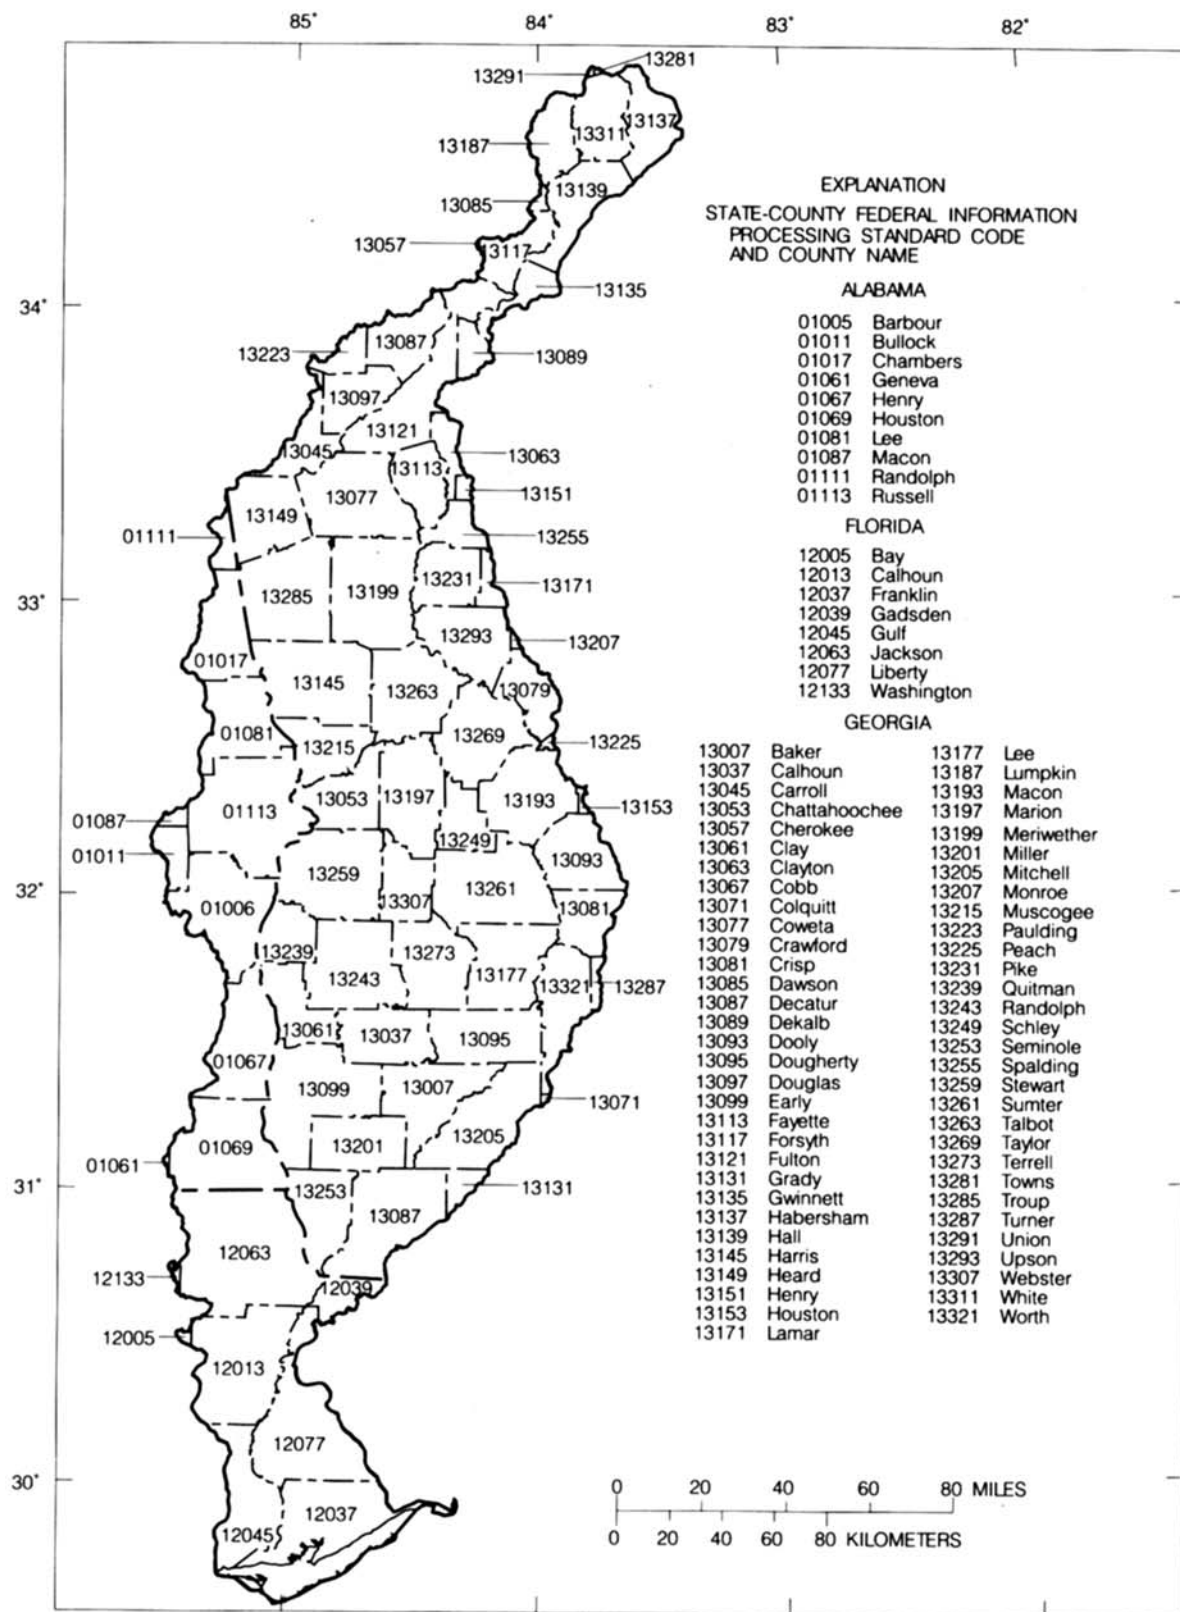 85° 84° 83° 82°
13281
13291
13137
13311
13187
13139
13085
13057
13117
13135
34°
13087
13223
13089
13097
13121
13045
13063
13113
13151
13077
13149
01111
13255
13231
13171
13199
13285
33°
13293
13207
01017
13145
13263
13079
01081
13269
13215
13225
13053
13197
13193
13153
01087
01113
13249
01011
13093
13259
13261
32°
13307
01006
13081
13239
13273
13243
13177
13321
13287
13061
13037
13095
01067
13099
13007
13071
01069
13201
13205
01061
31°
13253
13131
13087
12063
12133
12039
12005
12013
12077
30°
12037
12045
EXPLANATION
STATE-COUNTY FEDERAL INFORMATION
PROCESSING STANDARD CODE
AND COUNTY NAME
ALABAMA
01005 Barbour
01011 Bullock
01017 Chambers
01061 Geneva
01067 Henry
01069 Houston
01081 Lee
01087 Macon
01111 Randolph
01113 Russell
FLORIDA
12005 Bay
12013 Calhoun
12037 Franklin
12039 Gadsden
12045 Gulf
12063 Jackson
12077 Liberty
12133 Washington
GEORGIA
13007 Baker
13037 Calhoun
13045 Carroll
13053 Chattahoochee
13057 Cherokee
13061 Clay
13063 Clayton
13067 Cobb
13071 Colquitt
13077 Coweta
13079 Crawford
13081 Crisp
13085 Dawson
13087 Decatur
13089 Dekalb
13093 Dooly
13095 Dougherty
13097 Douglas
13099 Early
13113 Fayette
13117 Forsyth
13121 Fulton
13131 Grady
13135 Gwinnett
13137 Habersham
13139 Hall
13145 Harris
13149 Heard
13151 Henry
13153 Houston
13171 Lamar
13177 Lee
13187 Lumpkin
13193 Macon
13197 Marion
13199 Meriwether
13201 Miller
13205 Mitchell
13207 Monroe
13215 Muscogee
13223 Paulding
13225 Peach
13231 Pike
13239 Quitman
13243 Randolph
13249 Schley
13253 Seminole
13255 Spalding
13259 Stewart
13261 Sumter
13263 Talbot
13269 Taylor
13273 Terrell
13281 Towns
13285 Troup
13287 Turner
13291 Union
13293 Upson
13307 Webster
13311 White
13321 Worth
0 20 40 60 80 MILES
0 20 40 60 80 KILOMETERS